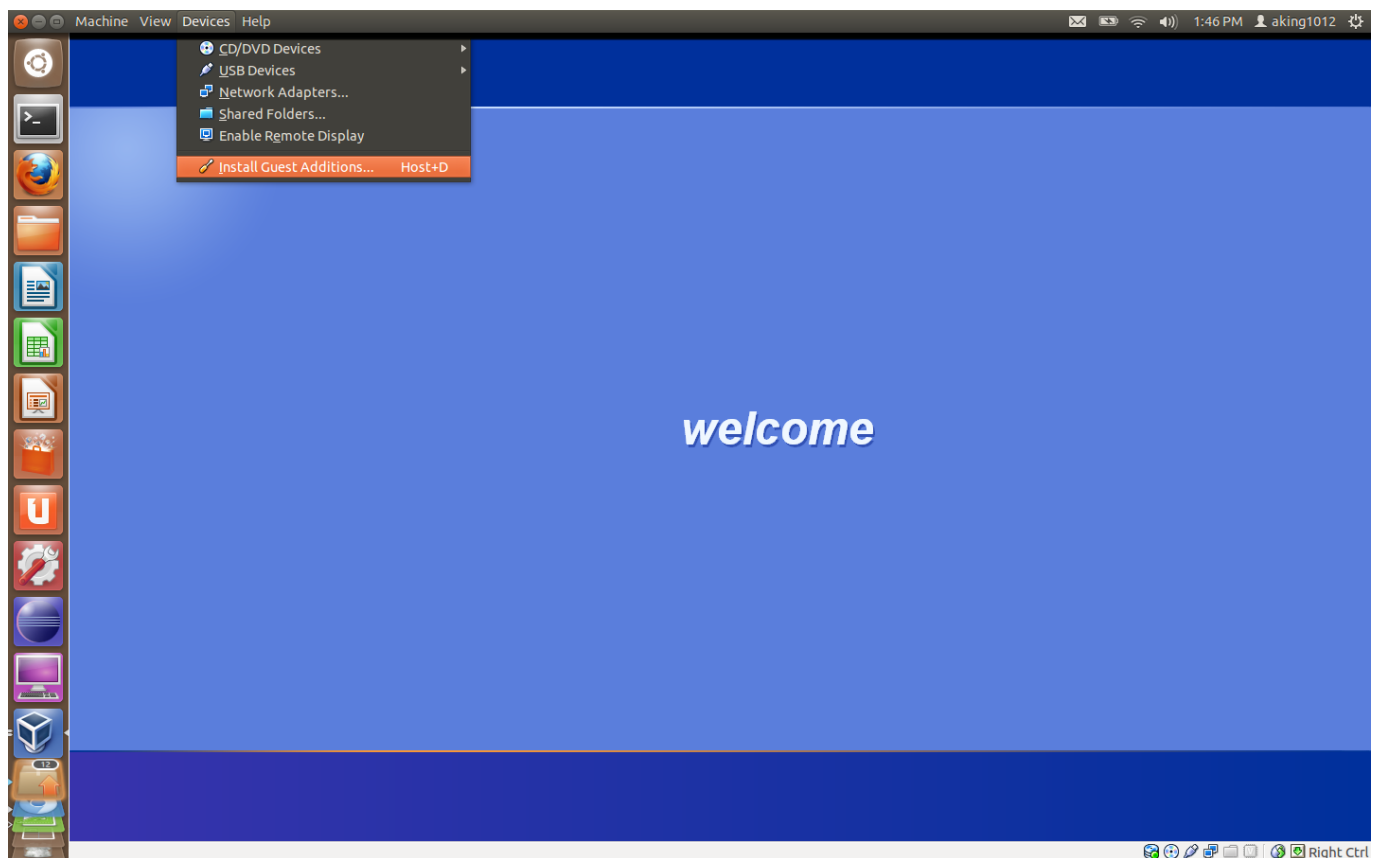 Machine View Devices Help 1:46 PM aking1012
CD/DVD Devices
USB Devices
Network Adapters...
Shared Folders...
Enable Remote Display
Install Guest Additions... Host+D
>_
welcome
U
12
Right Ctrl